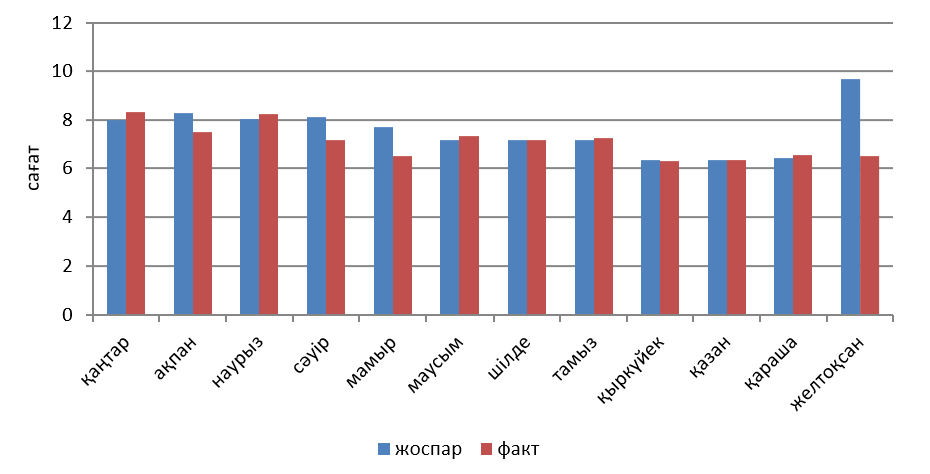 12
10
8
6
4
2
0
сағат
қаңтар
ақпан
наурыз
сәуір
мамыр
маусым
шілде
тамыз
қыркүйек
қазан
қараша
желтоқсан
жоспар
факт